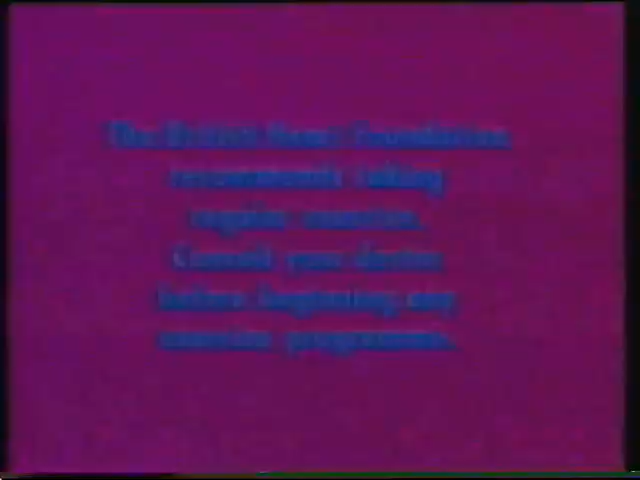 The British Heart Foundation
recommends taking
regular exercise.
Consult your doctor
before beginning any
exercise programme.